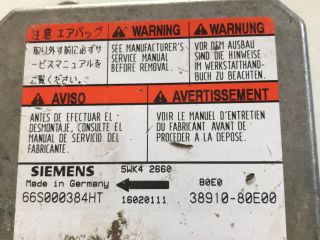 注意 エアバッグ
取り外す前に必ずサ
ービスマニュアルを
ご覧ください。
WARNING
SEE MANUFACTURER'S
SERVICE MANUAL
BEFORE REMOVAL.
WARNUNG
VOR DEM AUSBAU
SIND DIE HINWEISE
IM WERKSTATTHAND-
BUCH ZU BEACHTEN.
AVISO
ANTES DE EFECTUAR EL
DESMONTAJE, CONSULTE ÉL
MANUAL DE SERVICIO DEL
FABRICANTE.
AVERTISSEMENT
VOIR LE MANUEL D'ENTRETIEN
DU FABRICANT AVANT DE
PROCEDER A LA DEPOSE.
SIEMENS 5WK4 2660
Made in Germany 80E0
66S000384HT 16020111 38910-80E00